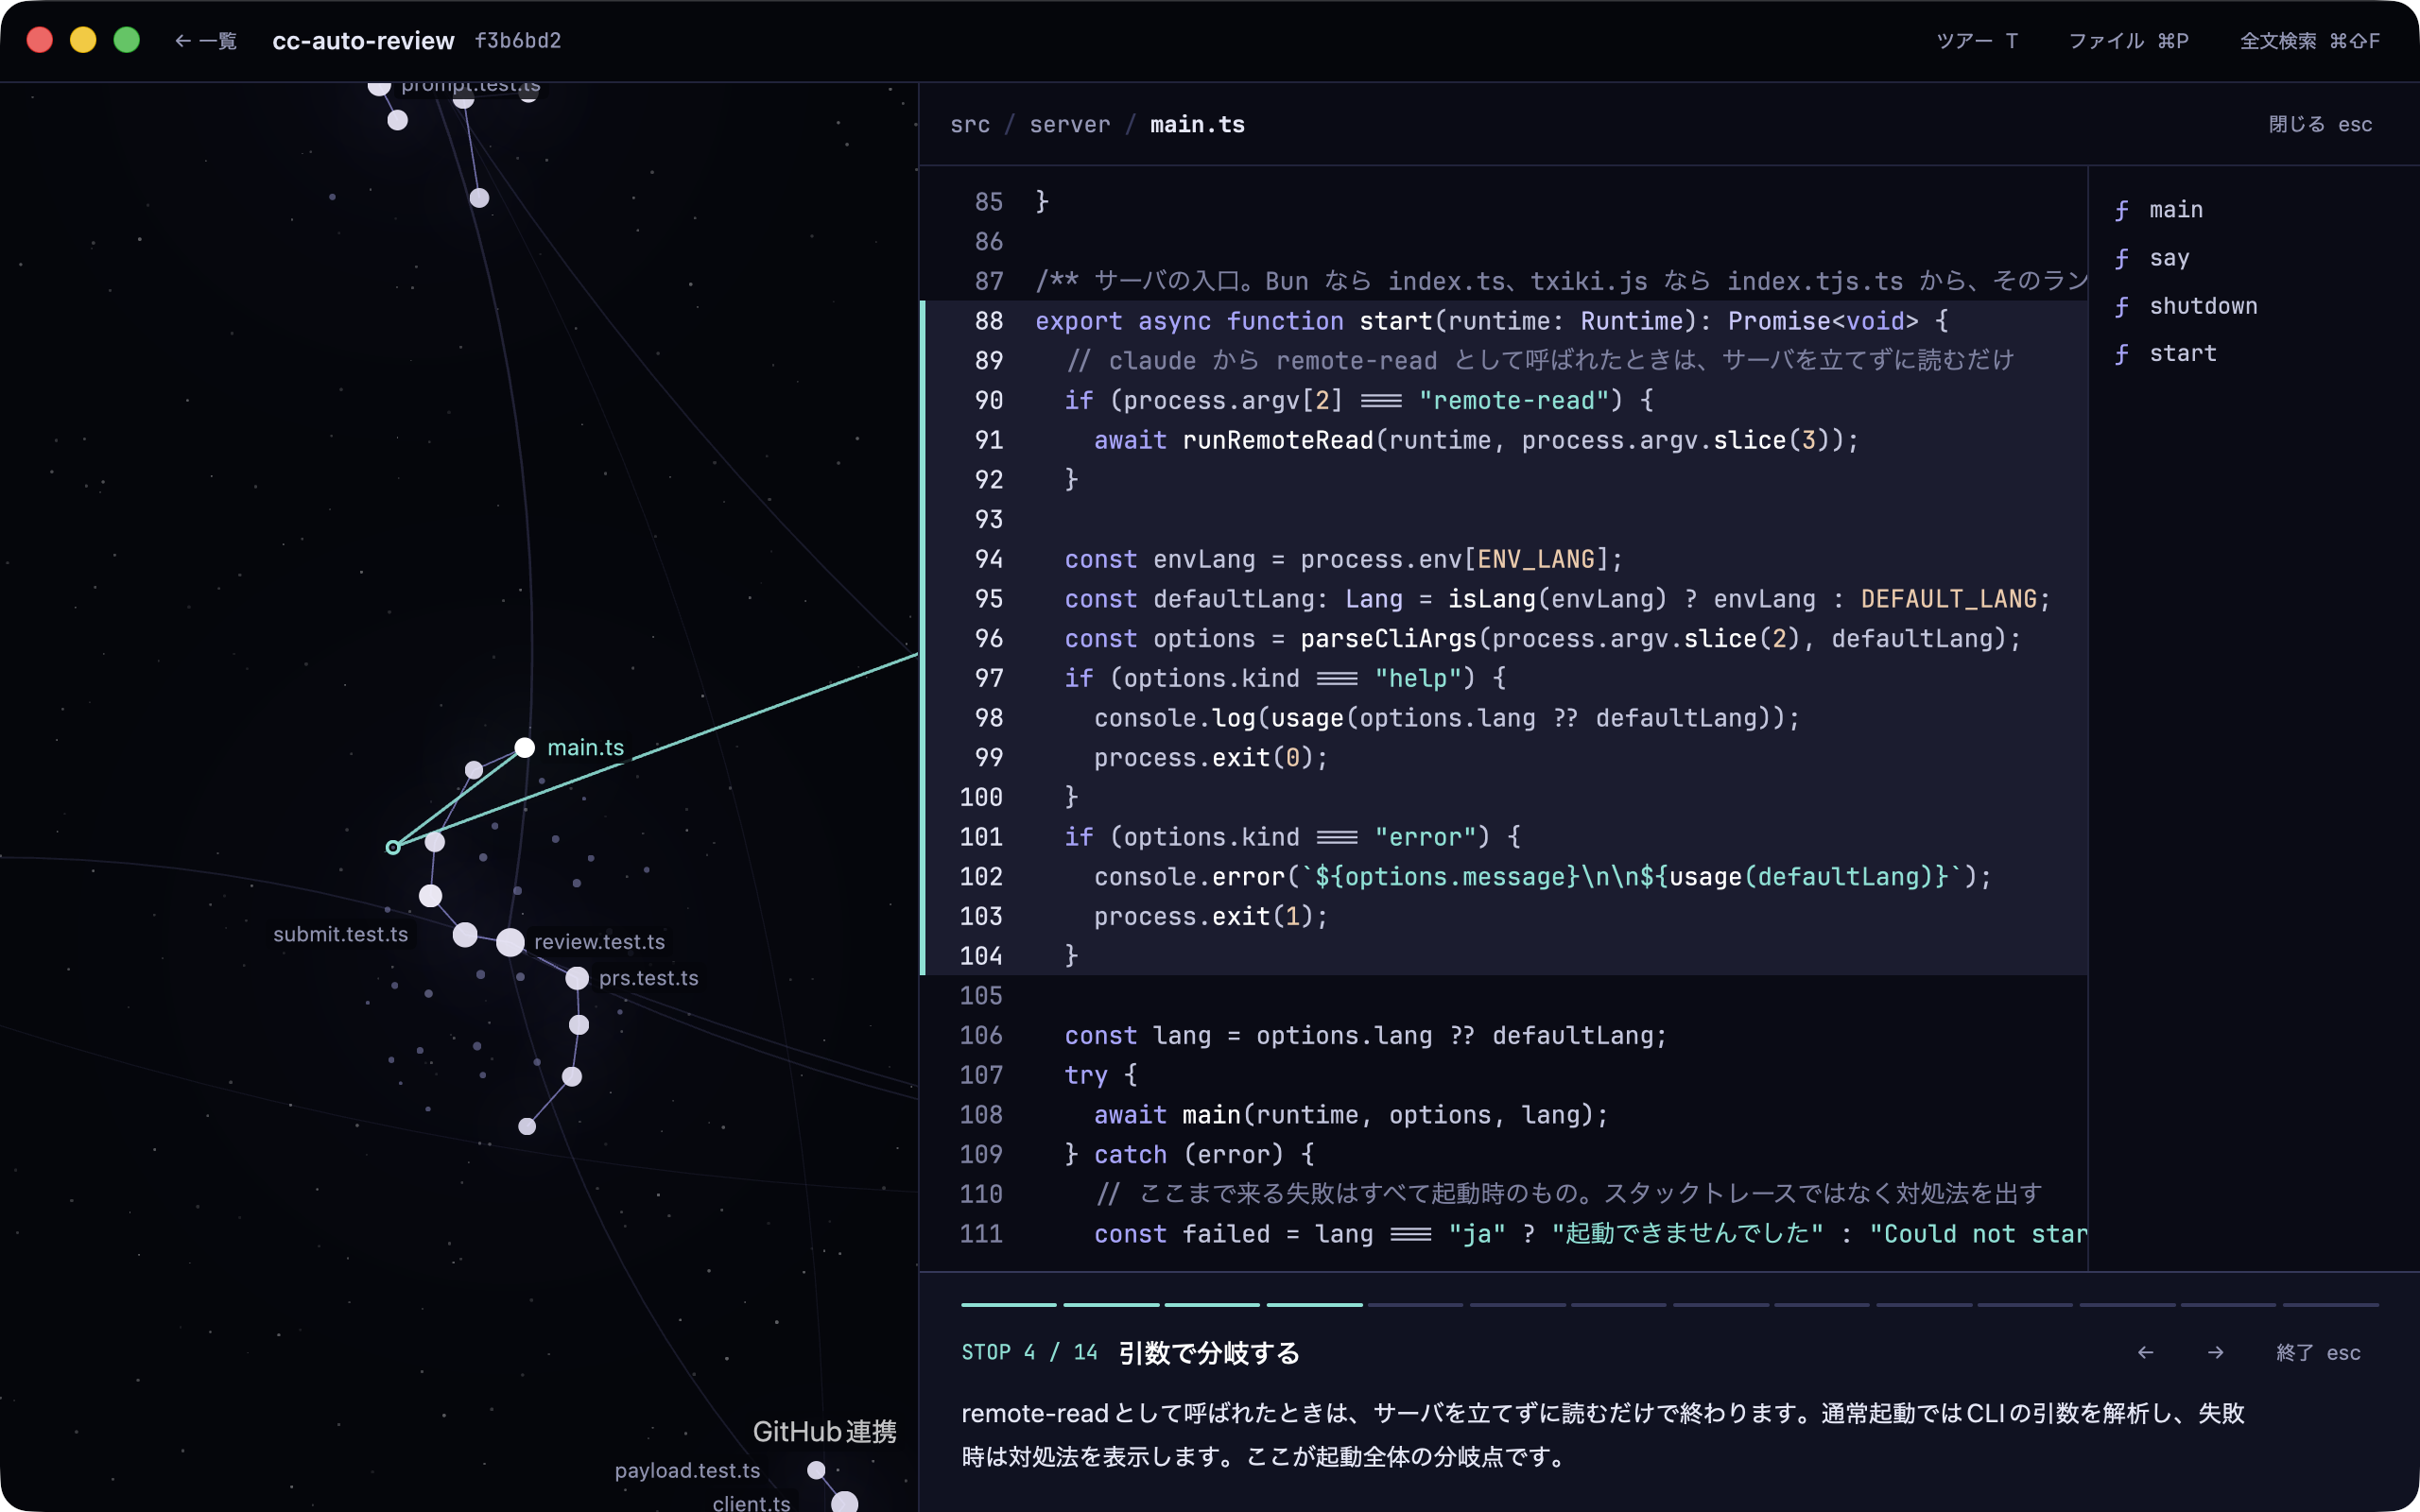 ← 一覧 cc-auto-review f3b6bd2 ツアー T ファイル ⌘P 全文検索 ⌘⇧F
prompt.test.ts
main.ts
submit.test.ts
review.test.ts
prs.test.ts
GitHub連携
payload.test.ts
client.ts
src / server / main.ts 閉じる esc
85 }
86
87 /** サーバの入口。Bun なら index.ts、txiki.js なら index.tjs.ts から、そのラン
88 export async function start(runtime: Runtime): Promise<void> {
89 // claude から remote-read として呼ばれたときは、サーバを立てずに読むだけ
90 if (process.argv[2] === "remote-read") {
91 await runRemoteRead(runtime, process.argv.slice(3));
92 }
93
94 const envLang = process.env[ENV_LANG];
95 const defaultLang: Lang = isLang(envLang) ? envLang : DEFAULT_LANG;
96 const options = parseCliArgs(process.argv.slice(2), defaultLang);
97 if (options.kind === "help") {
98 console.log(usage(options.lang ?? defaultLang));
99 process.exit(0);
100 }
101 if (options.kind === "error") {
102 console.error(`${options.message}\n\n${usage(defaultLang)}`);
103 process.exit(1);
104 }
105
106 const lang = options.lang ?? defaultLang;
107 try {
108 await main(runtime, options, lang);
109 } catch (error) {
110 // ここまで来る失敗はすべて起動時のもの。スタックトレースではなく対処法を出す
111 const failed = lang === "ja" ? "起動できませんでした" : "Could not star
ƒ main
ƒ say
ƒ shutdown
ƒ start
STOP 4 / 14 引数で分岐する ← → 終了 esc
remote-readとして呼ばれたときは、サーバを立てずに読むだけで終わります。通常起動ではCLIの引数を解析し、失敗
時は対処法を表示します。ここが起動全体の分岐点です。